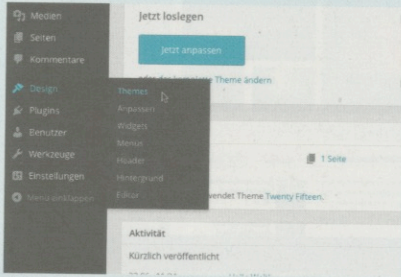 Medien
Seiten
Kommentare
Design
Plugins
Benutzer
Werkzeuge
Einstellungen
Menü einklappen
Themes
Anpassen
Widgets
Menüs
Header
Hintergrund
Editor
Jetzt loslegen
Jetzt anpassen
Theme ändern
1 Seite
wendet Theme Twenty Fifteen.
Aktivität
Kürzlich veröffentlicht